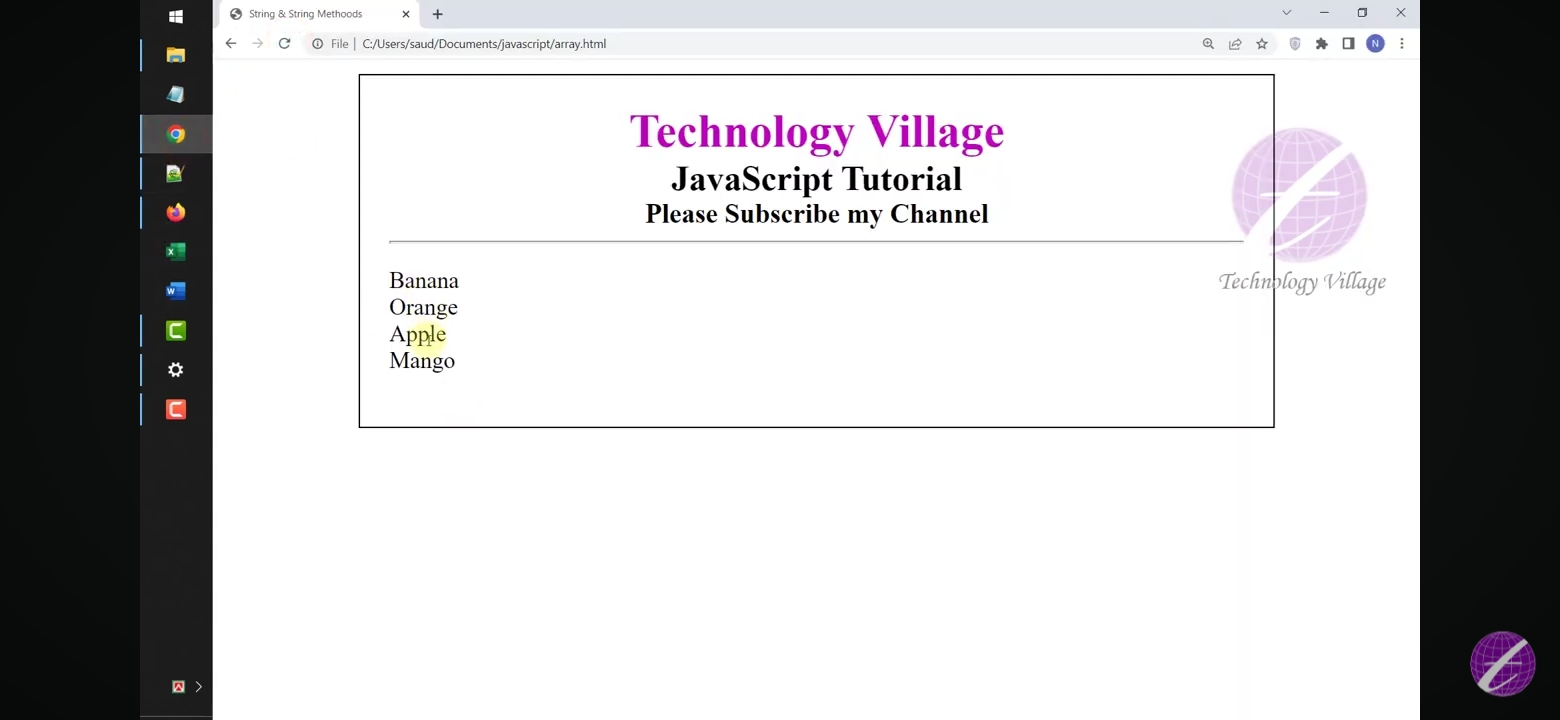 String & String Methoods
File
C:/Users/saud/Documents/javascript/array.html
N
Technology Village
JavaScript Tutorial
Please Subscribe my Channel
Banana
Orange
Apple
Mango
Technology Village